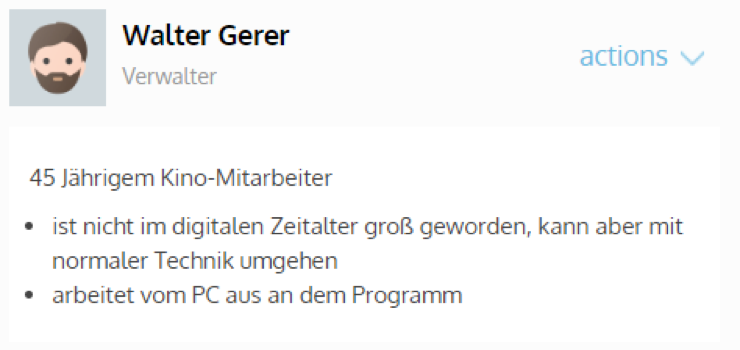 Walter Gerer
Verwalter
actions
45 Jährigem Kino-Mitarbeiter
ist nicht im digitalen Zeitalter groß geworden, kann aber mit
normaler Technik umgehen
arbeitet vom PC aus an dem Programm